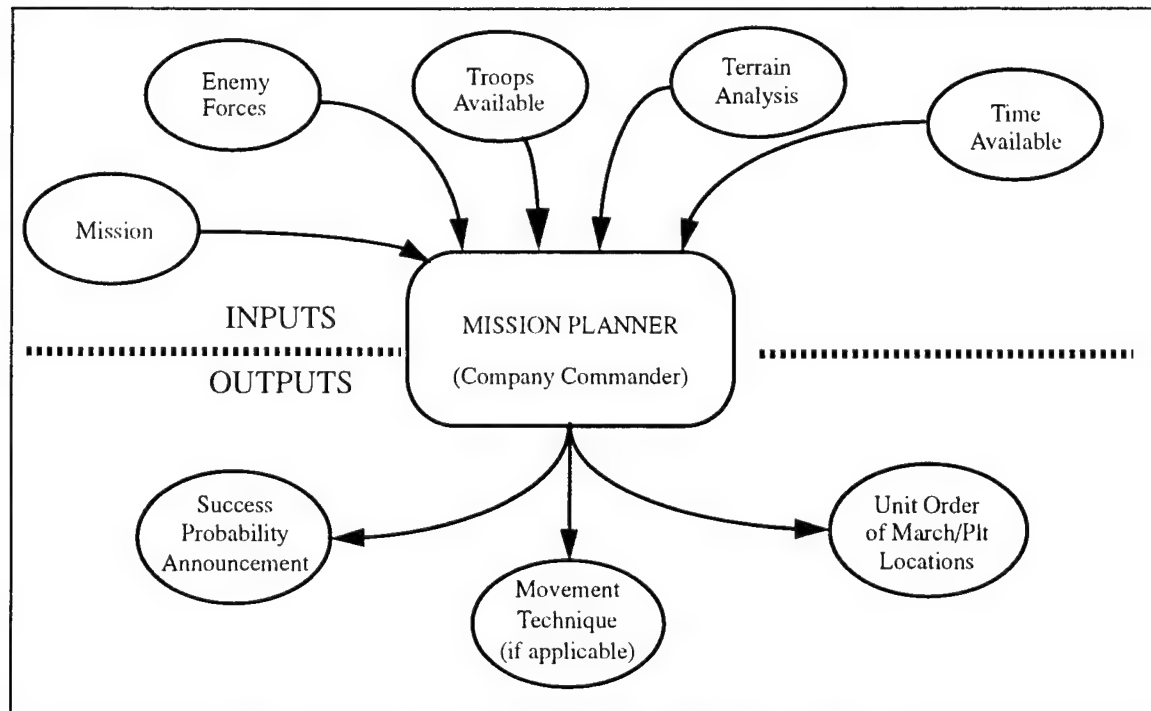 Enemy
Forces
Troops
Available
Terrain
Analysis
Time
Available
Mission
INPUTS
OUTPUTS
MISSION PLANNER
(Company Commander)
Success
Probability
Announcement
Movement
Technique
(if applicable)
Unit Order
of March/Plt
Locations